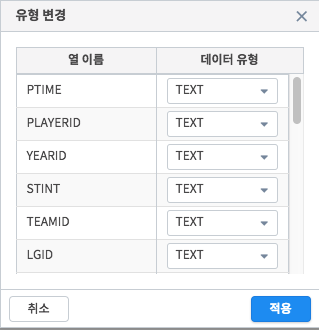 유형 변경
열 이름 데이터 유형
PTIME TEXT
PLAYERID TEXT
YEARID TEXT
STINT TEXT
TEAMID TEXT
LGID TEXT
취소 적용